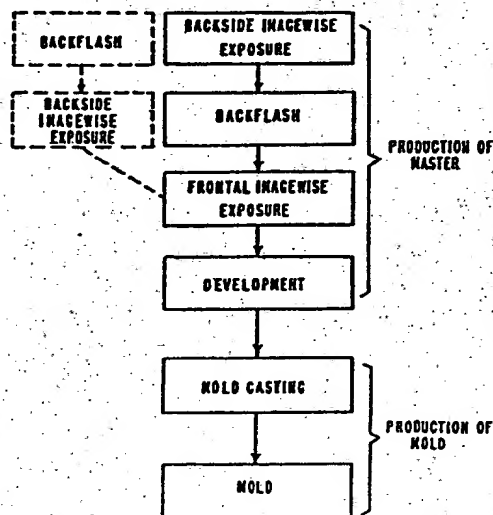 BACKFLASH
BACKSIDE
IMAGEWISE
EXPOSURE
BACKSIDE IMAGEWISE
EXPOSURE
BACKFLASH
FRONTAL IMAGEWISE
EXPOSURE
DEVELOPMENT
PRODUCTION OF
MASTER
MOLD CASTING
MOLD
PRODUCTION OF
MOLD